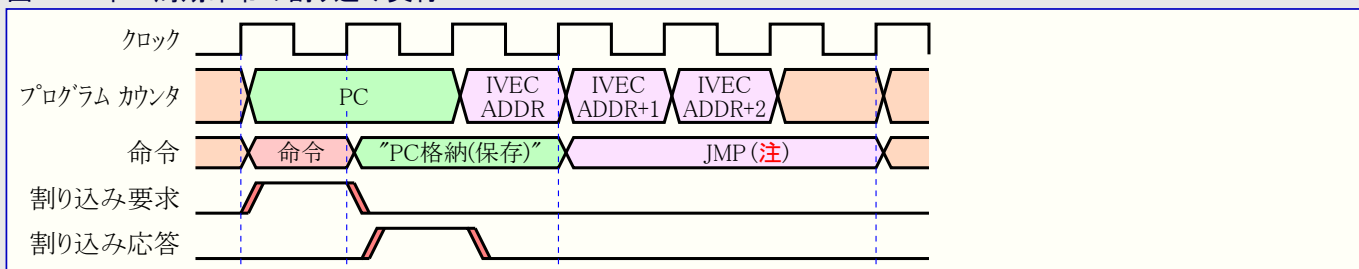 クロック
プログラム カウンタ
PC
IVEC ADDR
IVEC ADDR+1
IVEC ADDR+2
命令
命令
"PC格納(保存)"
JMP (注)
割り込み要求
割り込み応答